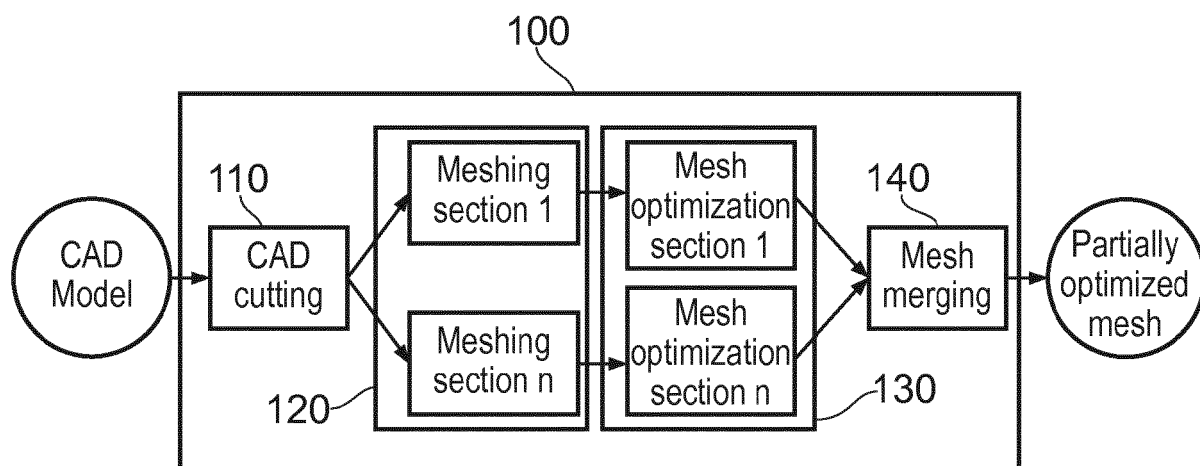 100
110
CAD
Model
CAD
cutting
Meshing
section 1
Meshing
section n
120
Mesh
optimization
section 1
Mesh
optimization
section n
130
140
Mesh
merging
Partially
optimized
mesh